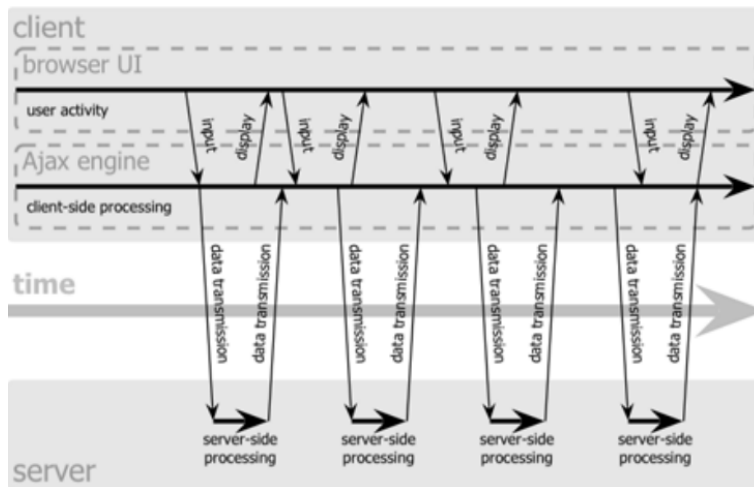 client
browser UI
user activity
input
display
input
display
input
display
input
display
Ajax engine
client-side processing
data transmission
data transmission
data transmission
data transmission
data transmission
data transmission
data transmission
data transmission
time
server-side
processing
server-side
processing
server-side
processing
server-side
processing
server